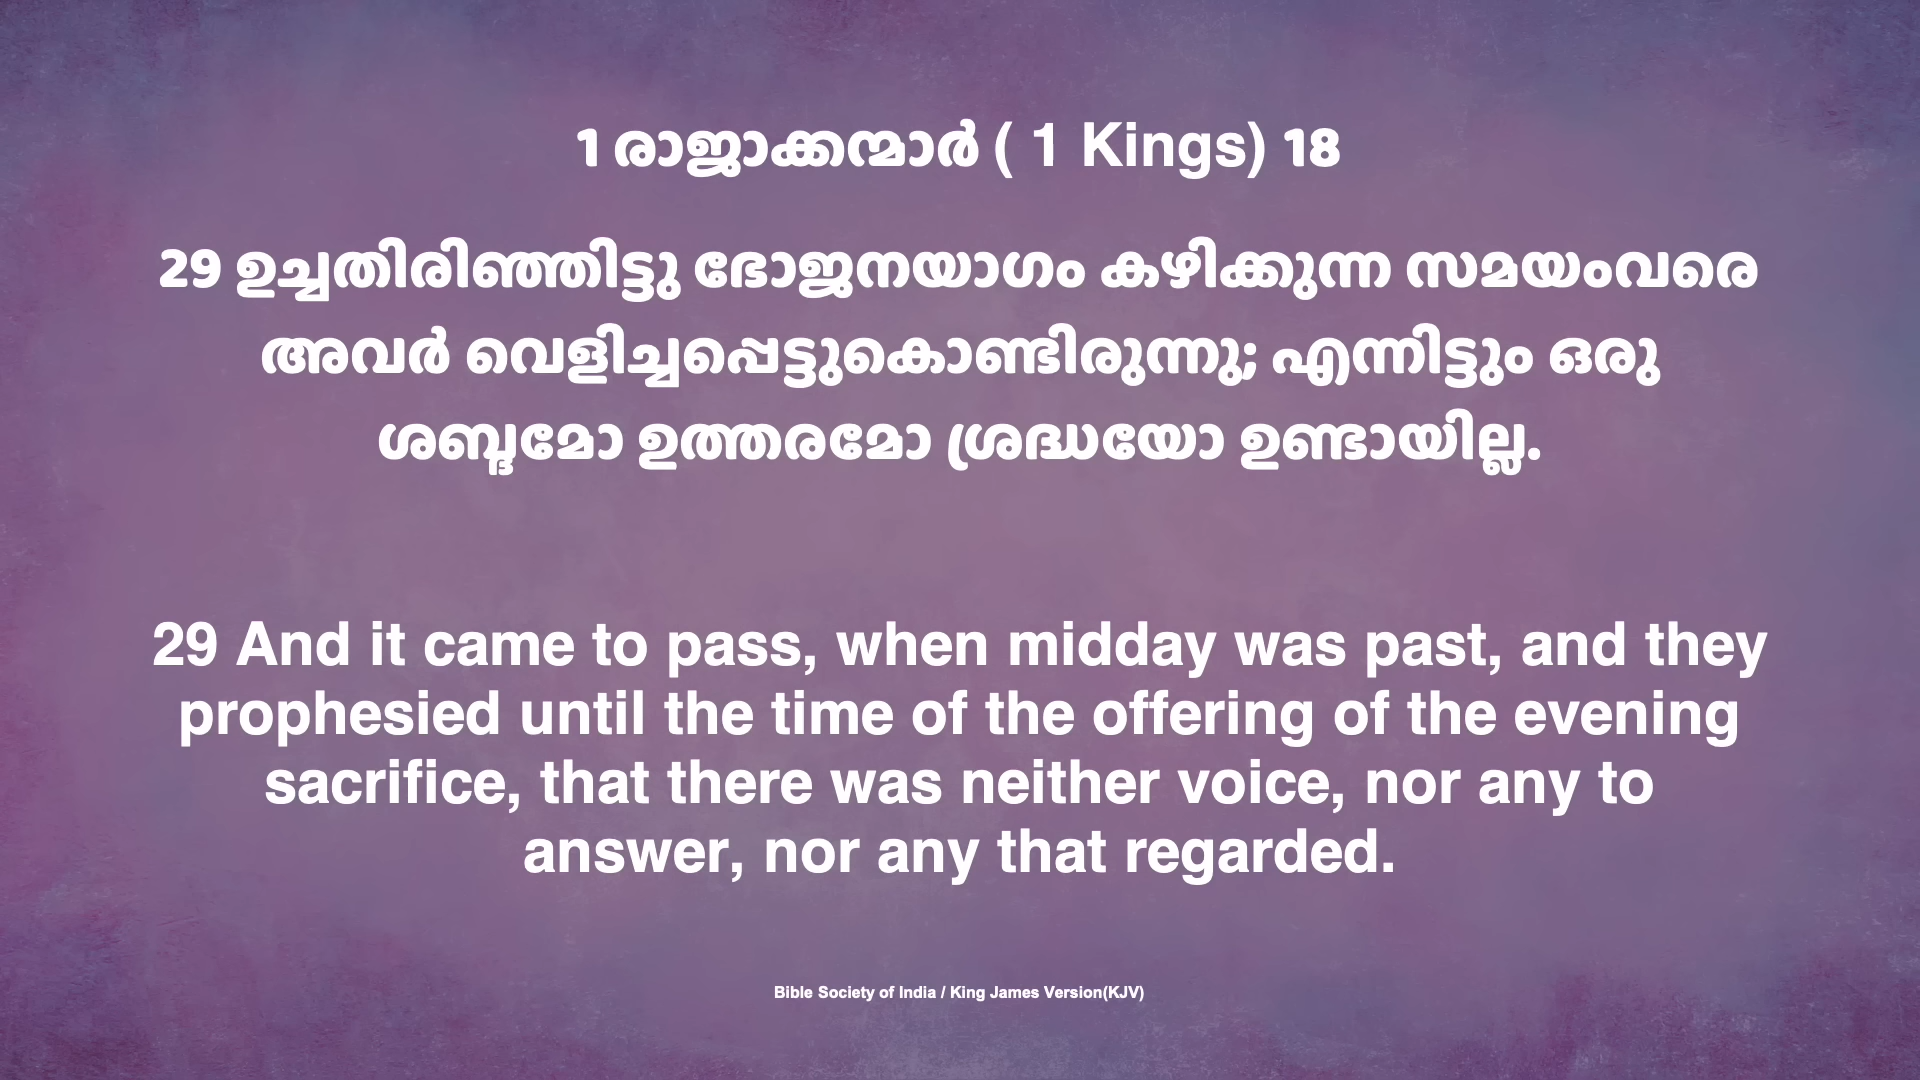 1 രാജാക്കന്മാർ ( 1 Kings) 18
29 ഉച്ചതിരിഞ്ഞിട്ടു ഭോജനയാഗം കഴിക്കുന്ന സമയംവരെ
അവർ വെളിച്ചപ്പെട്ടുകൊണ്ടിരുന്നു; എന്നിട്ടും ഒരു
ശബ്ദമോ ഉത്തരമോ ശ്രദ്ധയോ ഉണ്ടായില്ല.
29 And it came to pass, when midday was past, and they
prophesied until the time of the offering of the evening
sacrifice, that there was neither voice, nor any to
answer, nor any that regarded.
Bible Society of India / King James Version(KJV)